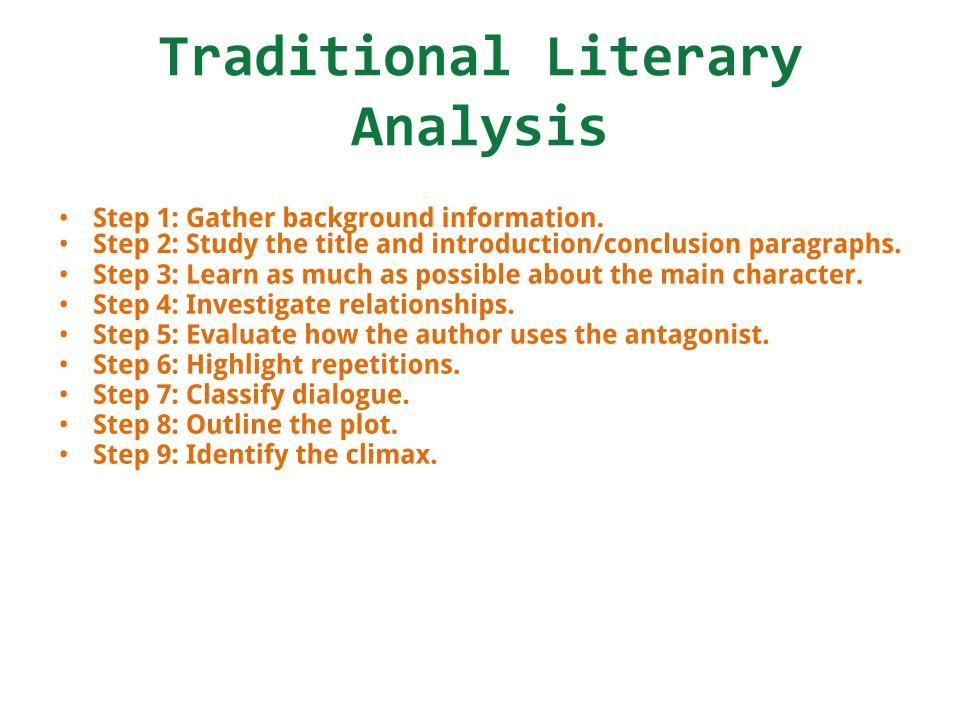 Traditional Literary
Analysis
• Step 1: Gather background information.
• Step 2: Study the title and introduction/conclusion paragraphs.
• Step 3: Learn as much as possible about the main character.
• Step 4: Investigate relationships.
• Step 5: Evaluate how the author uses the antagonist.
• Step 6: Highlight repetitions.
• Step 7: Classify dialogue.
• Step 8: Outline the plot.
• Step 9: Identify the climax.